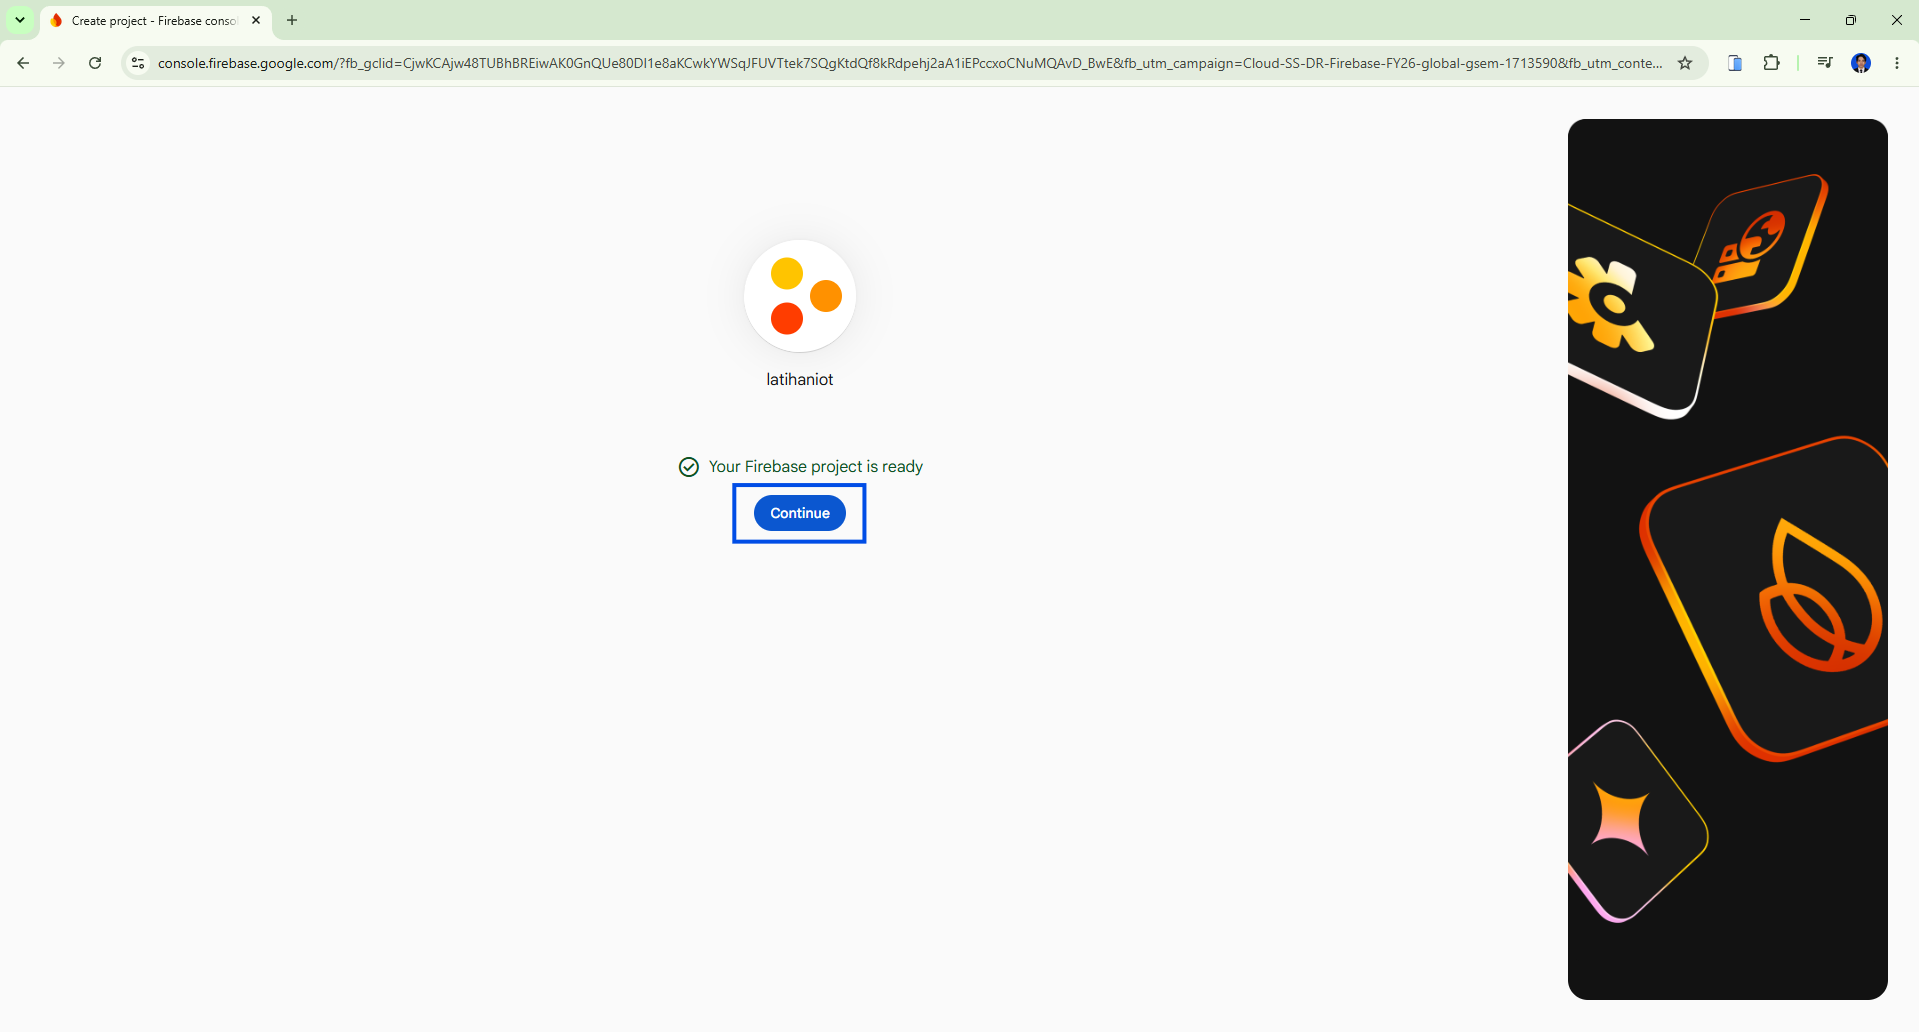 Create project - Firebase conso
console.firebase.google.com/?fb_gclid=CjwKCAjw48TUBhBREiwAK0GnQUe80DI1e8aKCwkYWSqJFUVTtek7SQgKtdQf8kRdpehj2aA1iEPccxoCNuMQAvD_BwE&fb_utm_campaign=Cloud-SS-DR-Firebase-FY26-global-gsem-1713590&fb_utm_conte...
latihaniot
Your Firebase project is ready
Continue